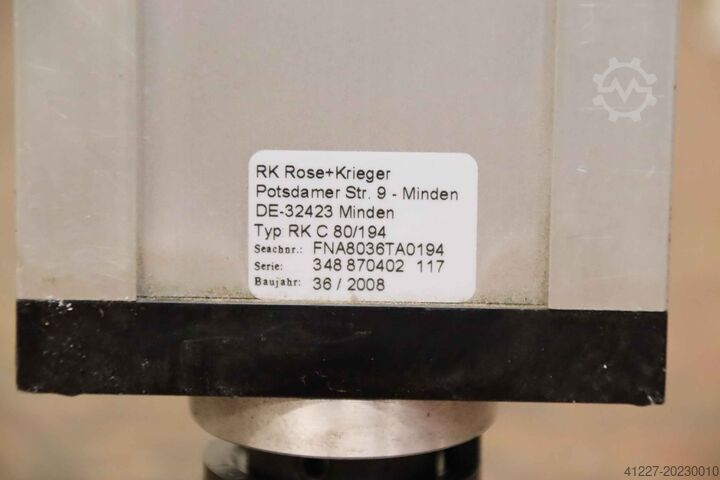 RK Rose+Krieger
Potsdamer Str. 9 - Minden
DE-32423 Minden
Typ RK C 80/194
Seachnr.: FNA8036TA0194
Serie: 348 870402 117
Baujahr: 36 / 2008
41227-20230010